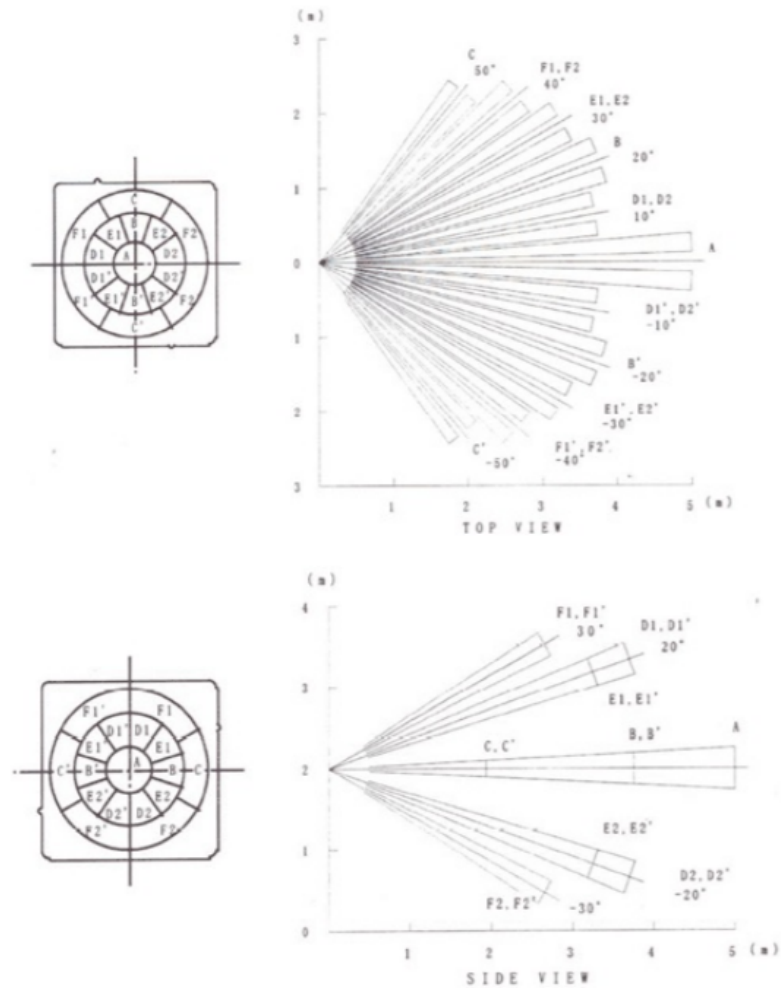 (m)
3
C
50°
F1,F2
40°
E1,E2
30°
2
B
20°
1
D1,D2
10°
A
0
D1',D2'
-10°
1
B'
-20°
E1',E2'
-30°
2
F1',F2'
-40°
C'
-50°
3
1 2 3 4 5 (m)
TOP VIEW
C
F1 B F2
E1 E2
D1 A D2
D1' D2'
E1' B' E2'
F1' F2'
C'
(m)
4
F1,F1'
30°
D1,D1'
20°
3
E1,E1'
B,B'
A
C,C'
2
E2,E2'
1
D2,D2'
-20°
F2,F2'
-30°
0
1 2 3 4 5 (m)
SIDE VIEW
F1' F1
D1' D1
E1' E1
C' B' A B C
E2' E2
D2' D2
F2' F2